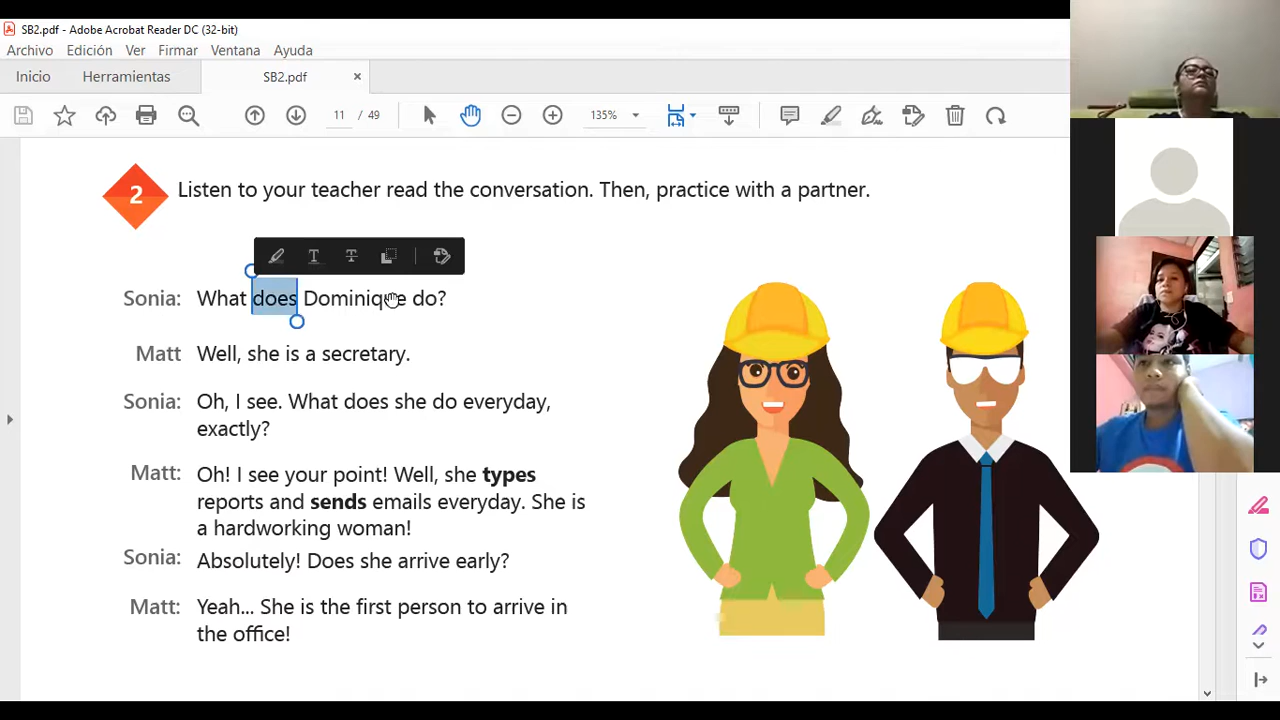 SB2.pdf - Adobe Acrobat Reader DC (32-bit)
Archivo Edición Ver Firmar Ventana Ayuda
Inicio Herramientas SB2.pdf ×
11 / 49 135%
2 Listen to your teacher read the conversation. Then, practice with a partner.
Sonia: What does Dominique do?
Matt Well, she is a secretary.
Sonia: Oh, I see. What does she do everyday,
exactly?
Matt: Oh! I see your point! Well, she types
reports and sends emails everyday. She is
a hardworking woman!
Sonia: Absolutely! Does she arrive early?
Matt: Yeah... She is the first person to arrive in
the office!